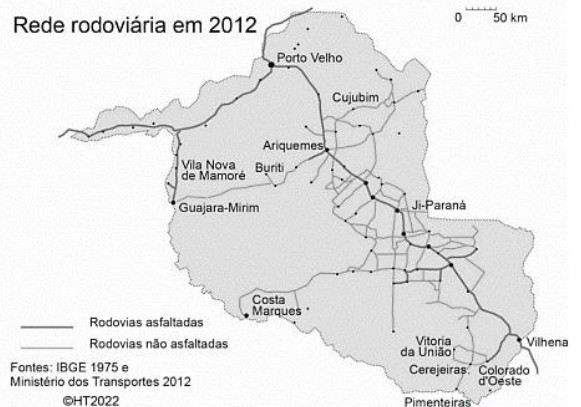 Rede rodoviária em 2012
0 50 km
Porto Velho
Cujubim
Ariquemes
Buriti
Vila Nova
de Mamoré
Guajara-Mirim
Ji-Paraná
Costa
Marques
Rodovias asfaltadas
Rodovias não asfaltadas
Vitoria
da União
Vilhena
Cerejeiras
Colorado
d'Oeste
Pimenteiras
Fontes: IBGE 1975 e
Ministério dos Transportes 2012
©HT2022